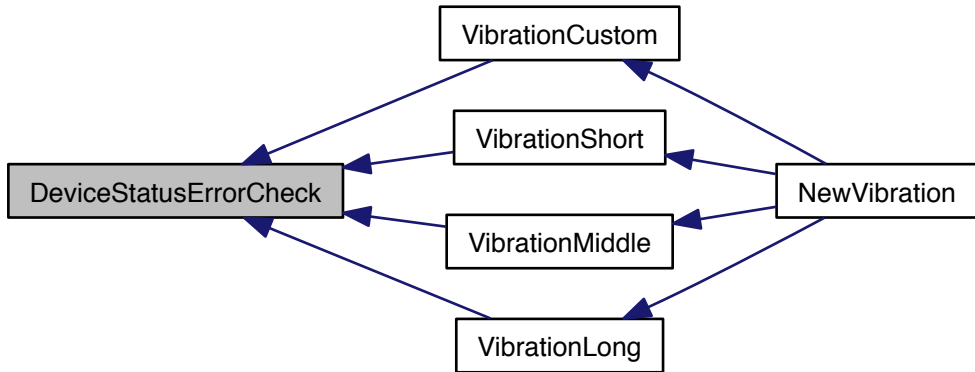 VibrationCustom
VibrationShort
DeviceStatusErrorCheck
NewVibration
VibrationMiddle
VibrationLong